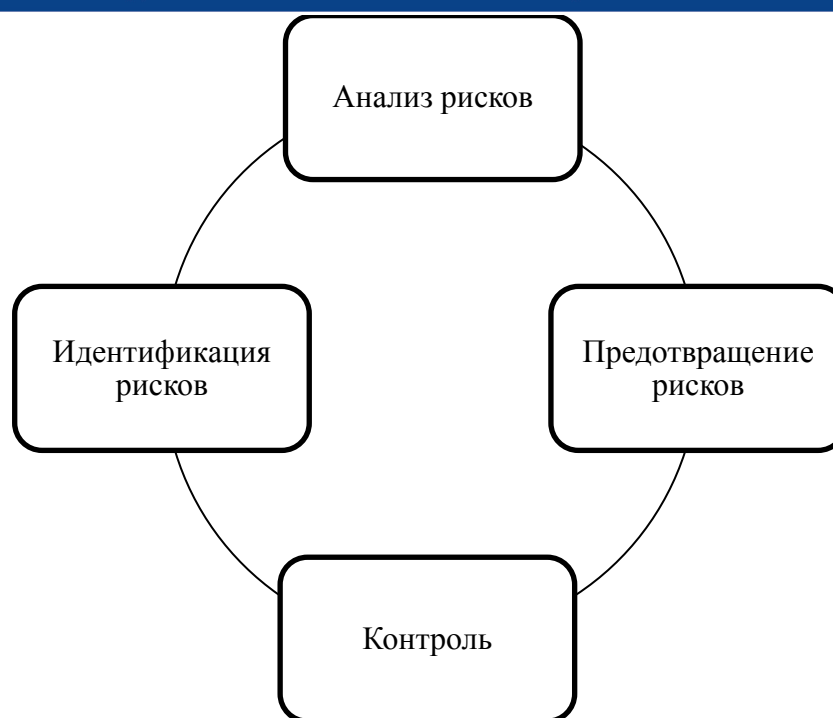 Анализ рисков
Идентификация
рисков
Предотвращение
рисков
Контроль